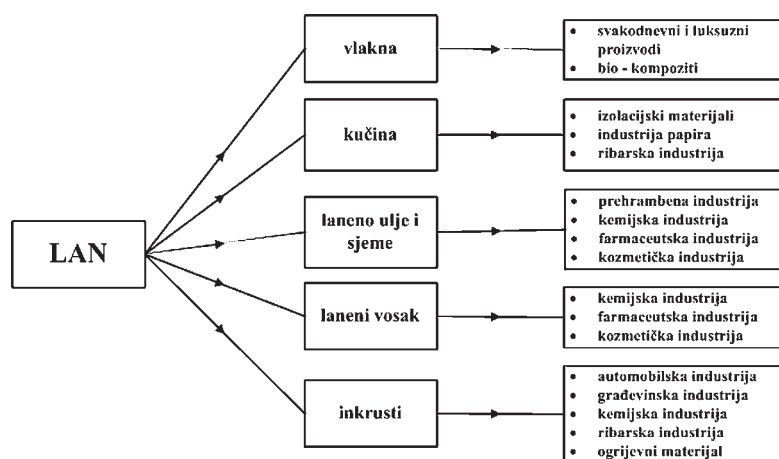 LAN
vlakna
• svakodnevni i luksuzni
proizvodi
• bio - kompoziti
kučina
• izolacijski materijali
• industrija papira
• ribarska industrija
laneno ulje i
sjeme
• prehrambena industrija
• kemijska industrija
• farmaceutska industrija
• kozmetička industrija
laneni vosak
• kemijska industrija
• farmaceutska industrija
• kozmetička industrija
inkrusti
• automobilska industrija
• građevinska industrija
• kemijska industrija
• ribarska industrija
• ogrijevni materijal